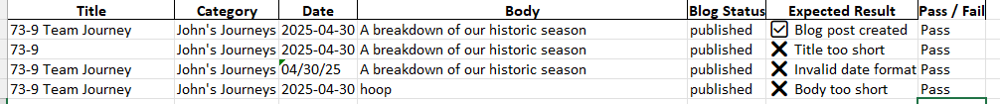 Title Category Date Body Blog Status Expected Result Pass / Fail
73-9 Team Journey John's Journeys 2025-04-30 A breakdown of our historic season published Blog post created Pass
73-9 John's Journeys 2025-04-30 A breakdown of our historic season published Title too short Pass
73-9 Team Journey John's Journeys 04/30/25 A breakdown of our historic season published Invalid date format Pass
73-9 Team Journey John's Journeys 2025-04-30 hoop published Body too short Pass